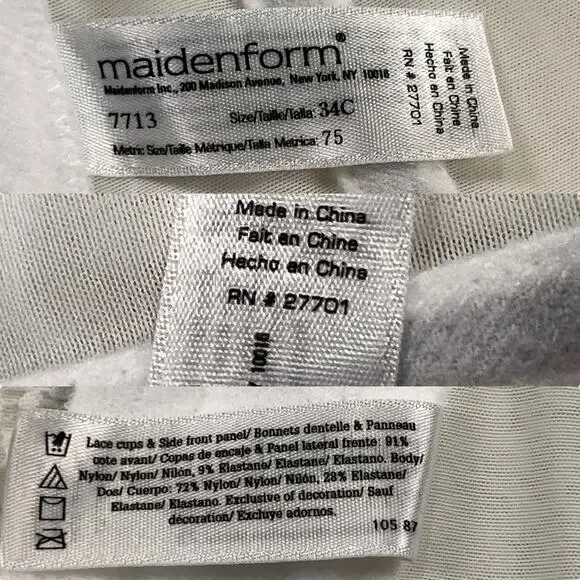 maidenform®
Maidenform Inc., 200 Madison Avenue, New York, NY 10016
7713 Size/Taille/Talla: 34C
Metric Size/Taille Métrique/Talla Metrica: 75
Made in China
Fait en China
Hecho en China
RN # 27701
Made in China
Fait en Chine
Hecho en China
RN # 27701
10016
Lace cups & Side front panel/ Bonnets dentelle & Panneau
cote avant/ Copas de encaje & Panel lateral frente: 91%
Nylon/ Nylon/ Nilón, 9% Elastane/ Elastane/ Elastano. Body/
Dos/ Cuerpo: 72% Nylon/ Nylon/ Nilón, 28% Elastane/
Elastane/ Elastano. Exclusive of decoration/ Sauf
décoration/ Excluye adornos.
105 87